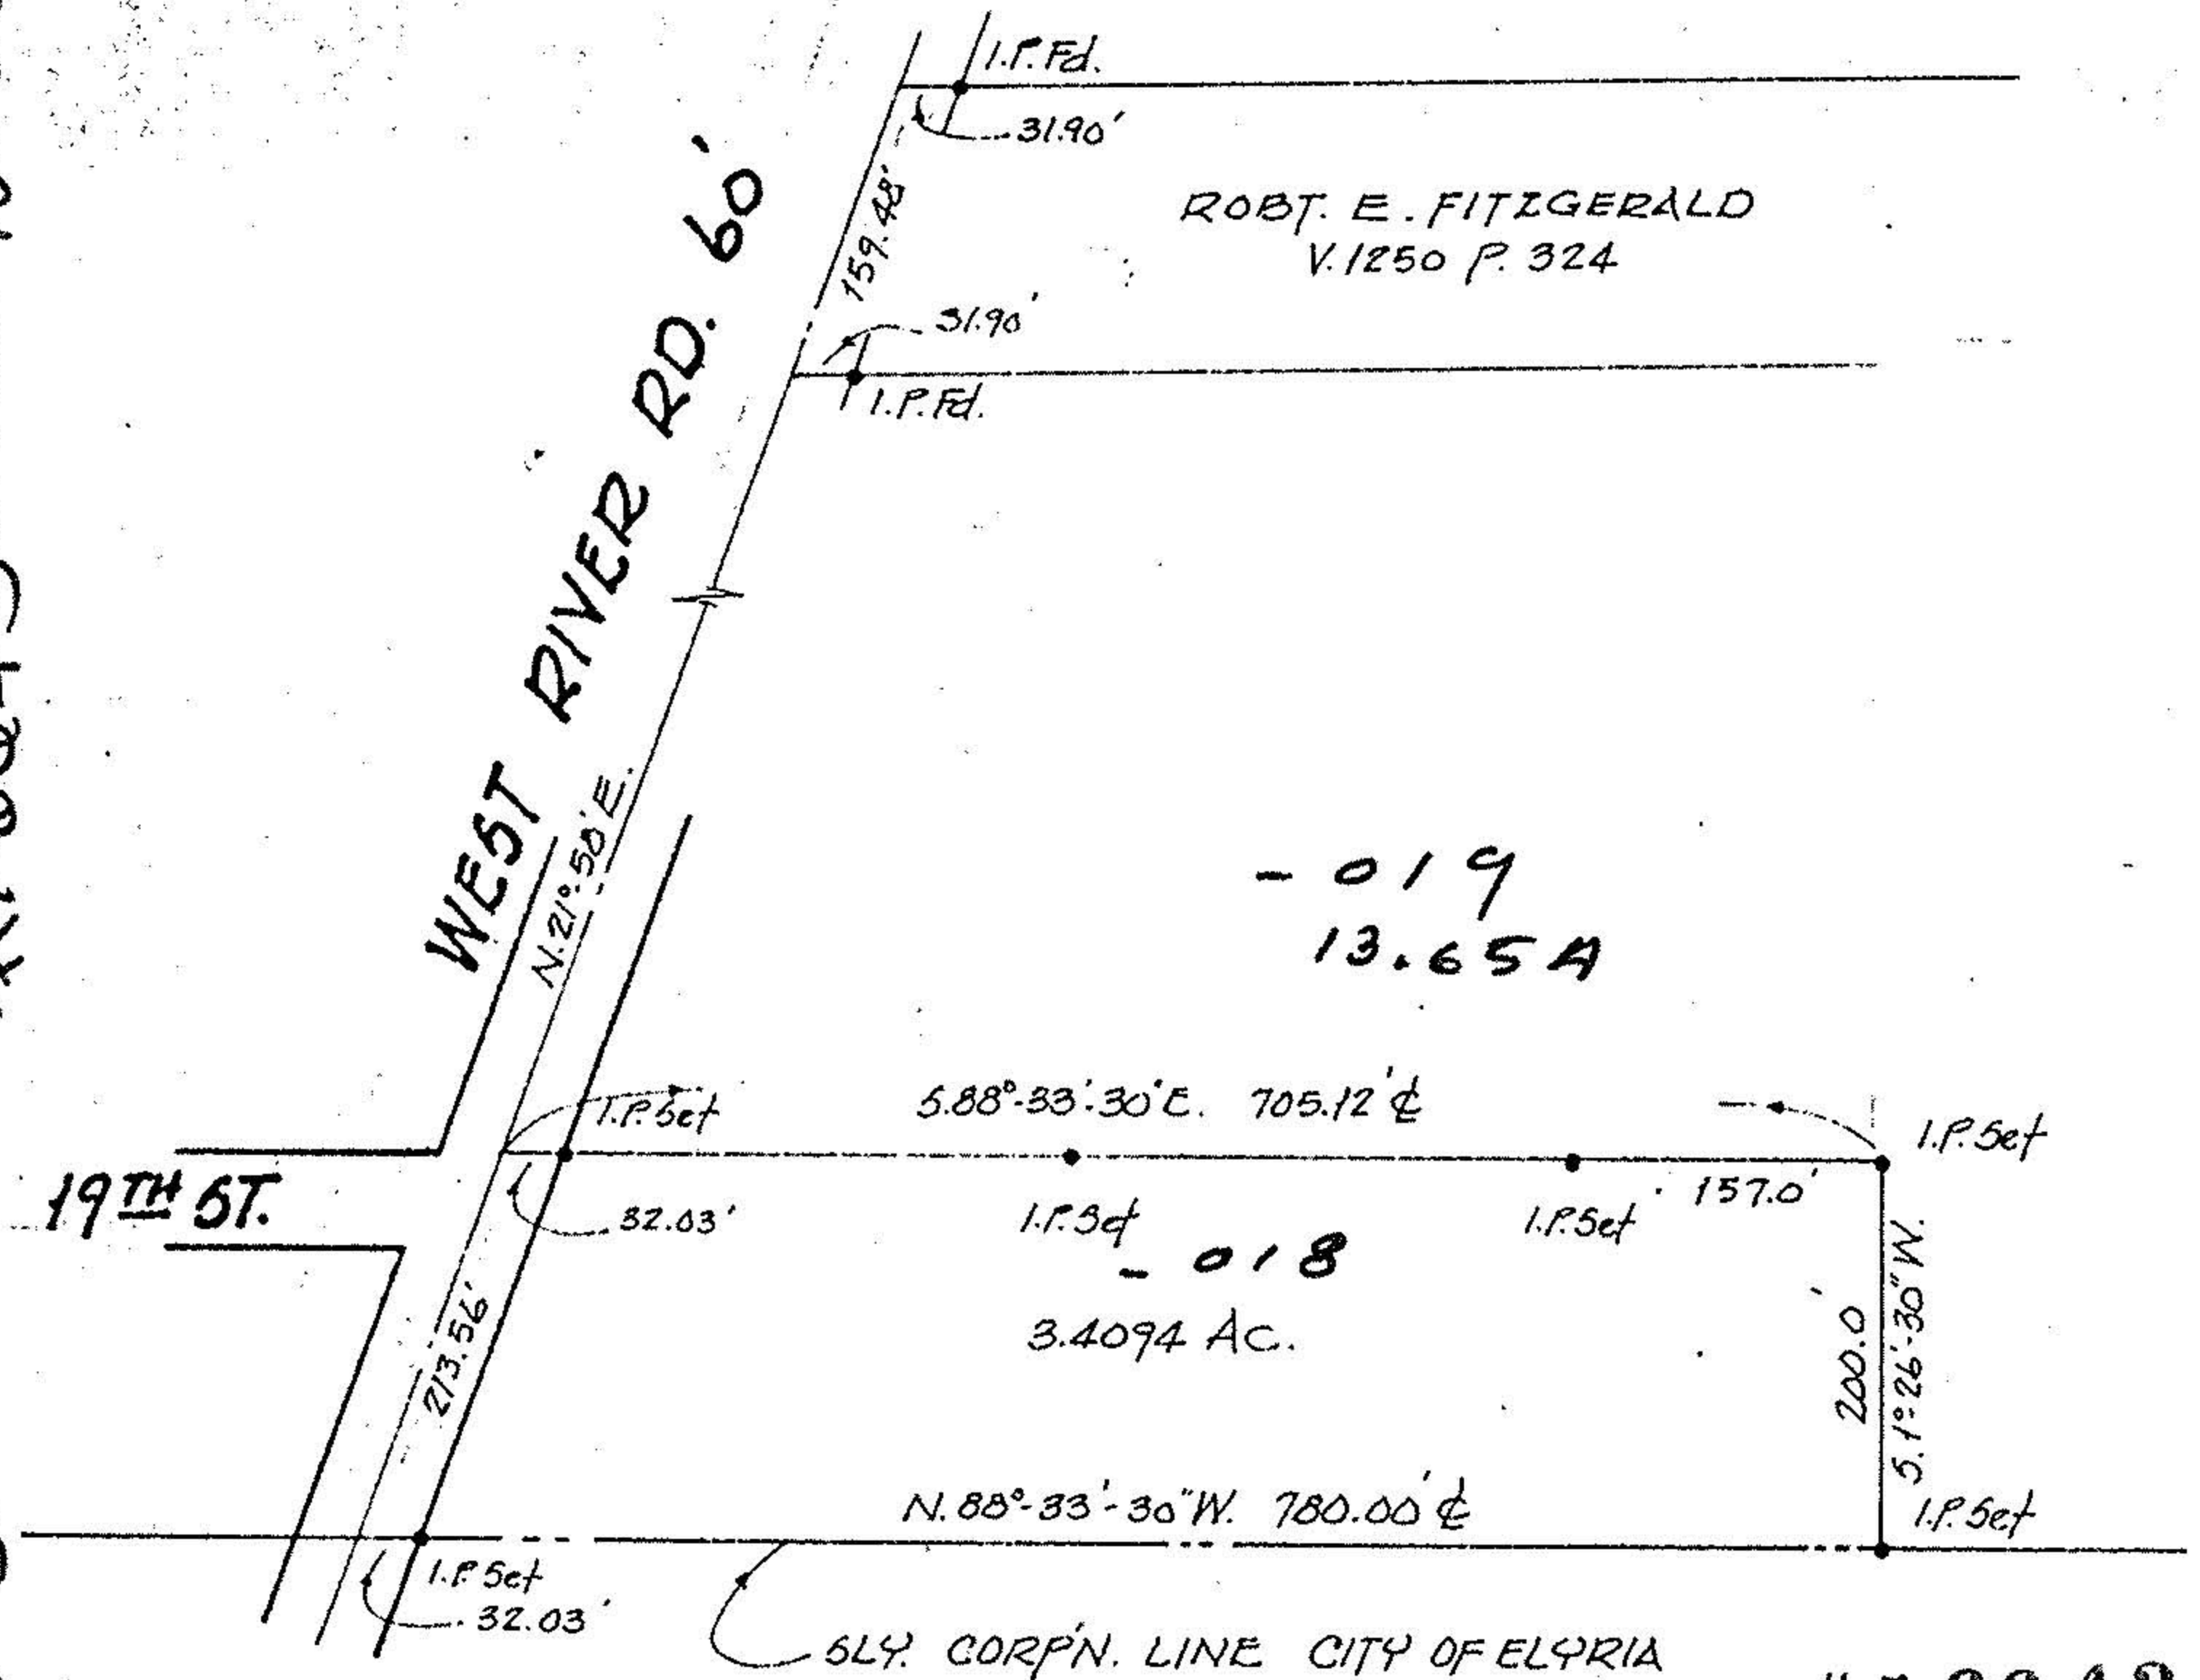 I.P. Fd.
31.90'
159.48'
ROBT. E. FITZGERALD
V. 1250 P. 324
31.90'
I.P. Fd.
WEST RIVER RD. 60'
N. 21°-50' E.
- 019
13.65 A
I.P. Set
S. 88°-33'-30" E. 705.12' ℄
I.P. Set
19TH ST.
32.03'
I.P. Set
I.P. Set
157.0'
- 018
3.4094 AC.
213.56'
200.0'
S. 1°-26'-30" W.
N. 88°-33'-30" W. 780.00' ℄
I.P. Set
I.P. Set
32.03'
SLY. CORP'N. LINE CITY OF ELYRIA